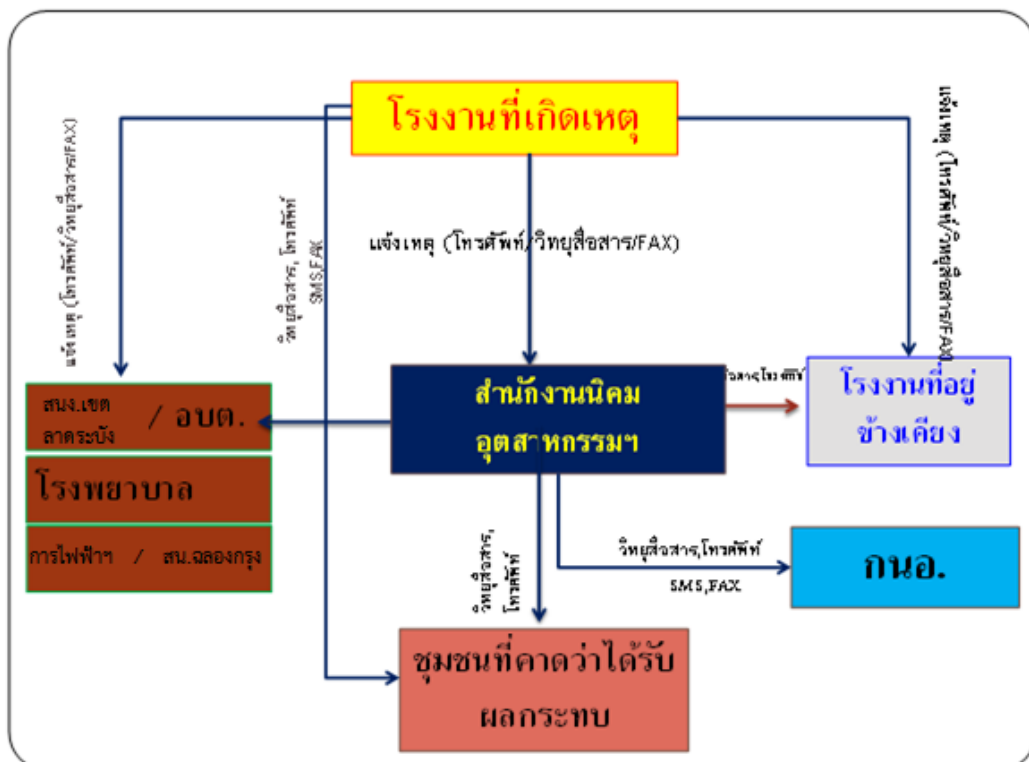 โรงงานที่เกิดเหตุ
แจ้งเหตุ (โทรศัพท์/วิทยุสื่อสาร/FAX)
วิทยุสื่อสาร, โทรศัพท์
SMS,FAX
แจ้งเหตุ (โทรศัพท์/วิทยุสื่อสาร/FAX)
แจ้งเหตุ (โทรศัพท์/วิทยุสื่อสาร/FAX)
สนง.เขต
ลาดระบัง
/ อบต.
โรงพยาบาล
การไฟฟ้าฯ / สน.ฉลองกรุง
สำนักงานนิคม
อุตสาหกรรมฯ
โรงงานที่อยู่
ข้างเคียง
วิทยุสื่อสาร,
โทรศัพท์
วิทยุสื่อสาร,โทรศัพท์
SMS,FAX
กนอ.
ชุมชนที่คาดว่าได้รับ
ผลกระทบ